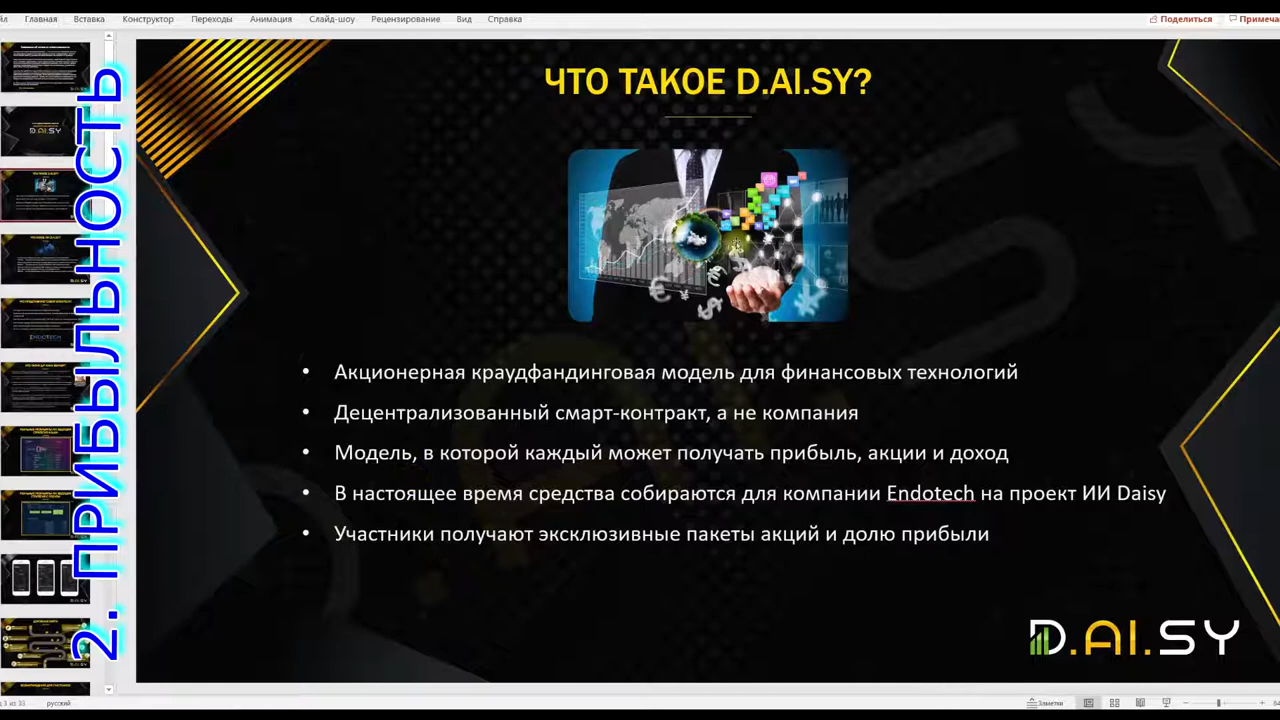 Главная Вставка Конструктор Переходы Анимация Слайд-шоу Рецензирование Вид Справка
Поделиться
2. ПРИБЫЛЬНОСТЬ
ЧТО ТАКОЕ D.AI.SY?
• Акционерная краудфандинговая модель для финансовых технологий
• Децентрализованный смарт-контракт, а не компания
• Модель, в которой каждый может получать прибыль, акции и доход
• В настоящее время средства собираются для компании Endotech на проект ИИ Daisy
• Участники получают эксклюзивные пакеты акций и долю прибыли
D.AI.SY
русский
Заметки